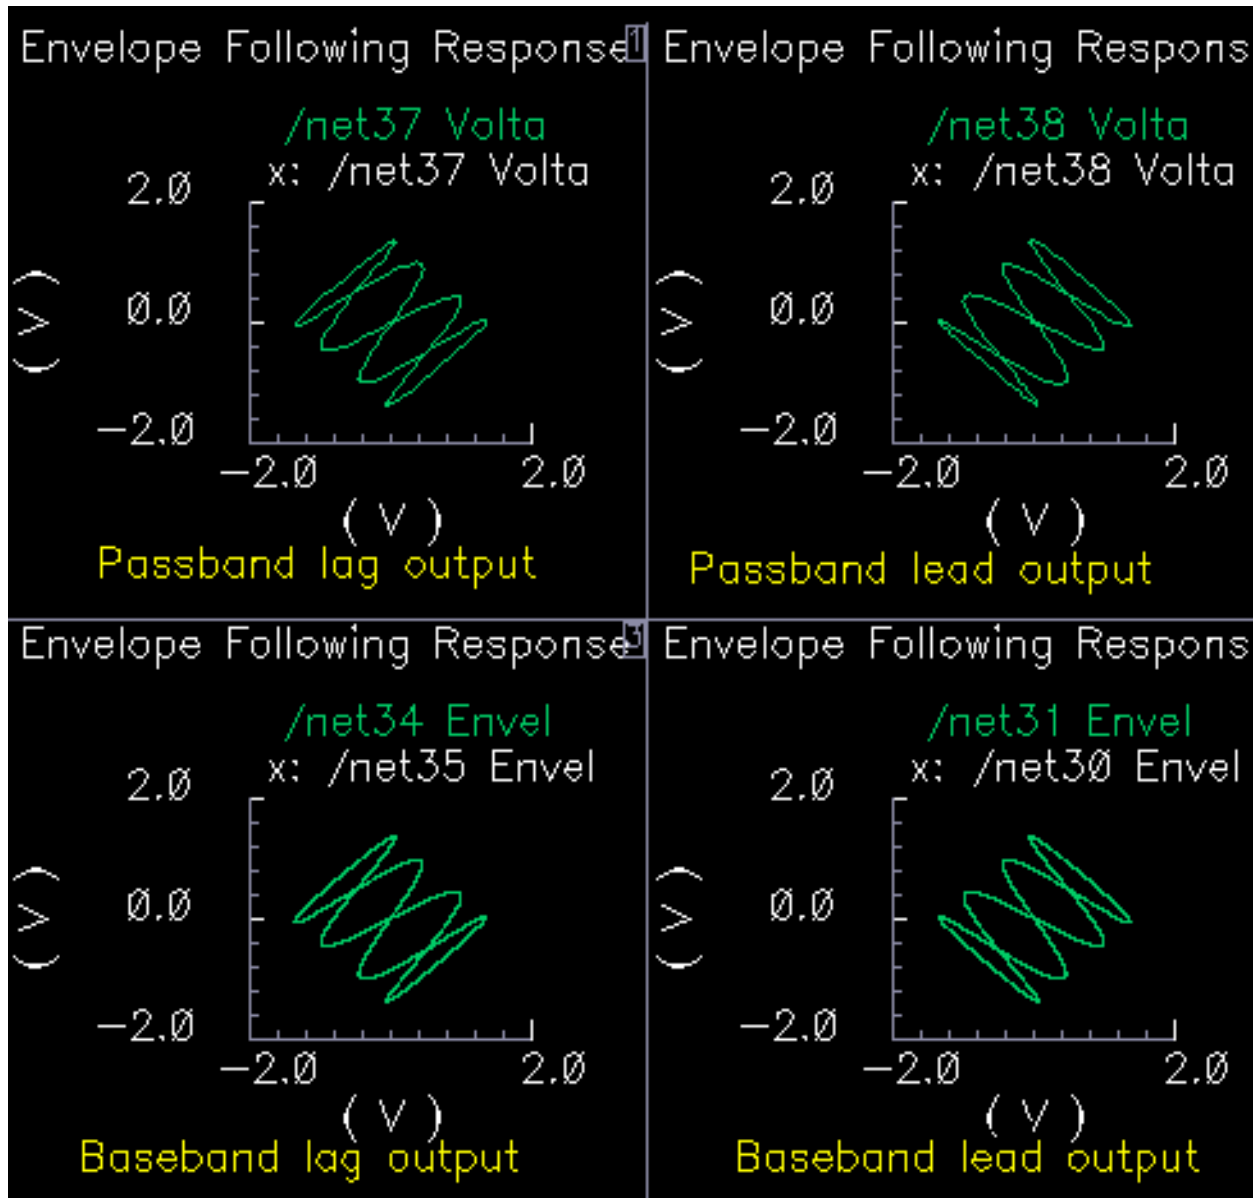 Envelope Following Response 1
/net37 Volta
x: /net37 Volta
2.0
0.0
-2.0
(V)
-2.0 2.0
(V)
Passband lag output
Envelope Following Respons
/net38 Volta
x: /net38 Volta
2.0
0.0
-2.0
(V)
-2.0 2.0
(V)
Passband lead output
Envelope Following Response 3
/net34 Envel
x: /net35 Envel
2.0
0.0
-2.0
(V)
-2.0 2.0
(V)
Baseband lag output
Envelope Following Respons
/net31 Envel
x: /net30 Envel
2.0
0.0
-2.0
(V)
-2.0 2.0
(V)
Baseband lead output